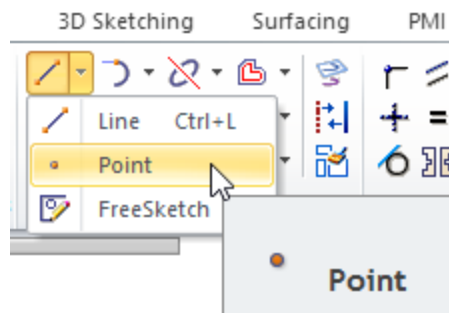 3D Sketching Surfacing PMI
Line Ctrl+L
Point
FreeSketch
Point